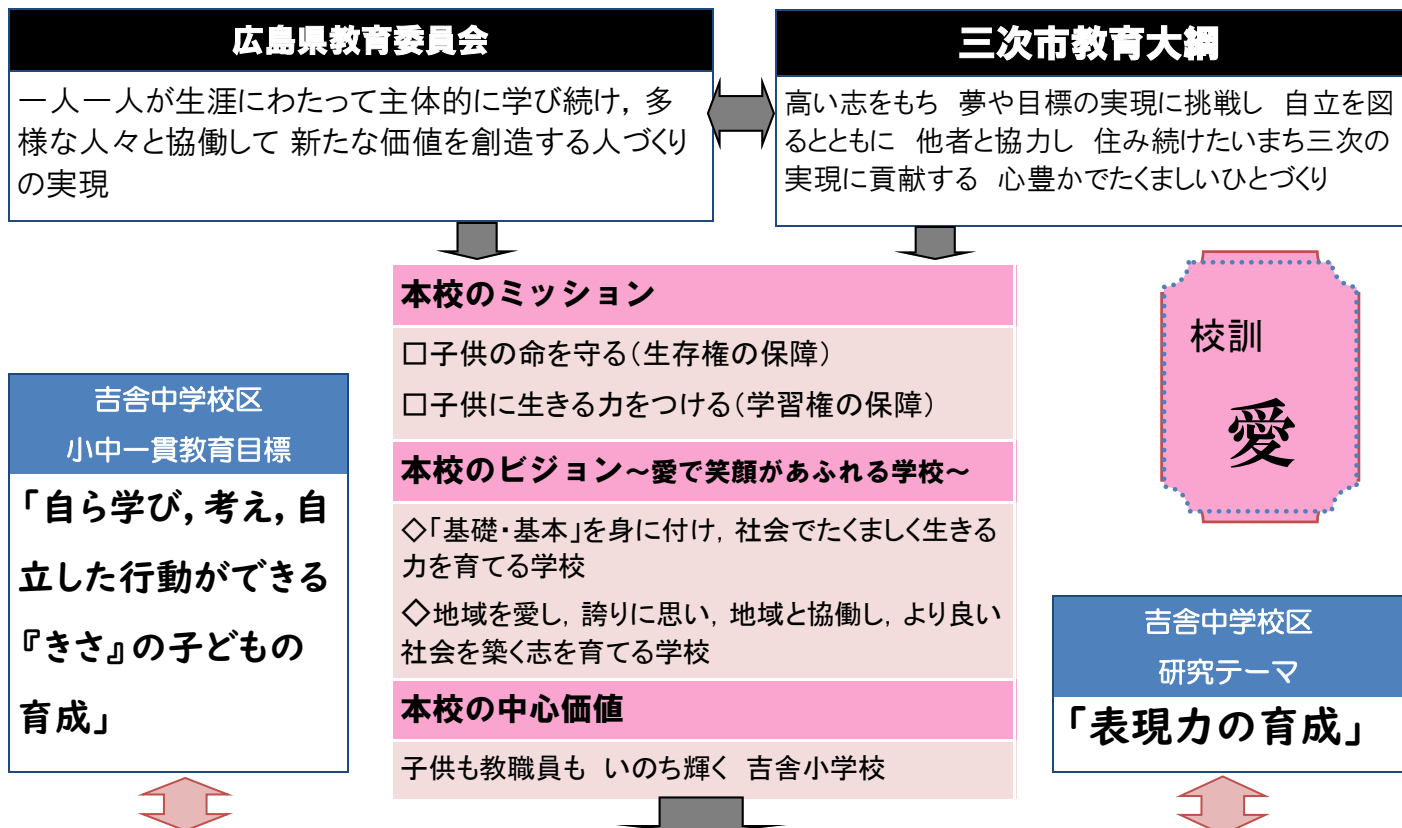 広島県教育委員会
一人一人が生涯にわたって主体的に学び続け，多
様な人々と協働して 新たな価値を創造する人づくり
の実現
三次市教育大綱
高い志をもち　夢や目標の実現に挑戦し　自立を図
るとともに　他者と協力し　住み続けたいまち三次の
実現に貢献する　心豊かでたくましいひとづくり
本校のミッション
□子供の命を守る（生存権の保障）
□子供に生きる力をつける（学習権の保障）
本校のビジョン～愛で笑顔があふれる学校～
◇「基礎・基本」を身に付け，社会でたくましく生きる
力を育てる学校
◇地域を愛し，誇りに思い，地域と協働し，より良い
社会を築く志を育てる学校
本校の中心価値
子供も教職員も　いのち輝く　吉舎小学校
校訓
愛
吉舎中学校区
小中一貫教育目標
「自ら学び，考え，自
立した行動ができる
『きさ』の子どもの
育成」
吉舎中学校区
研究テーマ
「表現力の育成」